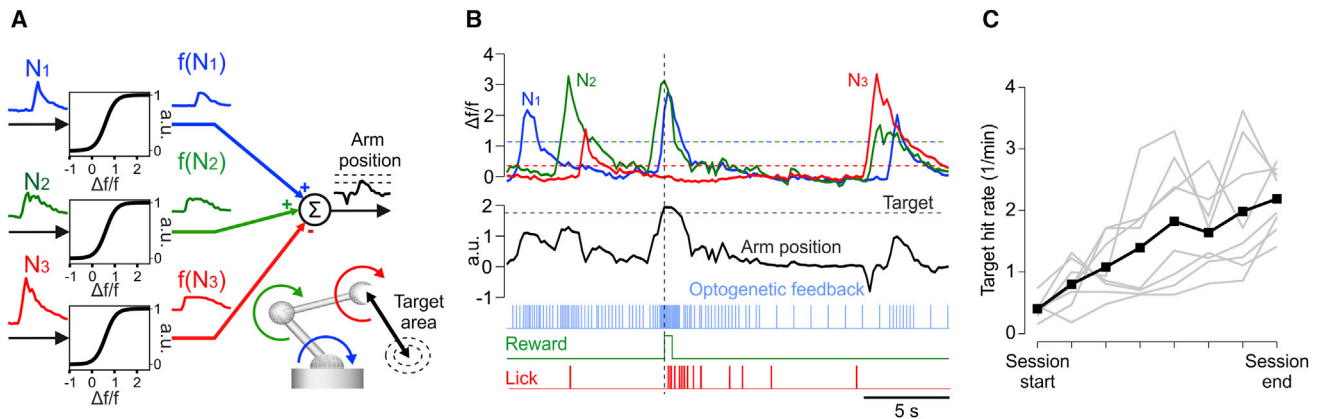 A
N1
f(N1)
1
a.u.
0
-1 0 1 2
Δf/f
N2
f(N2)
1
a.u.
0
-1 0 1 2
Δf/f
N3
f(N3)
1
a.u.
0
-1 0 1 2
Δf/f
+
+
-
Σ
Arm
position
Target
area
B
4
3
2
1
0
Δf/f
N1
N2
N3
2
1
0
-1
a.u.
Target
Arm position
Optogenetic feedback
Reward
Lick
5 s
C
4
3
2
1
0
Target hit rate (1/min)
Session
start
Session
end